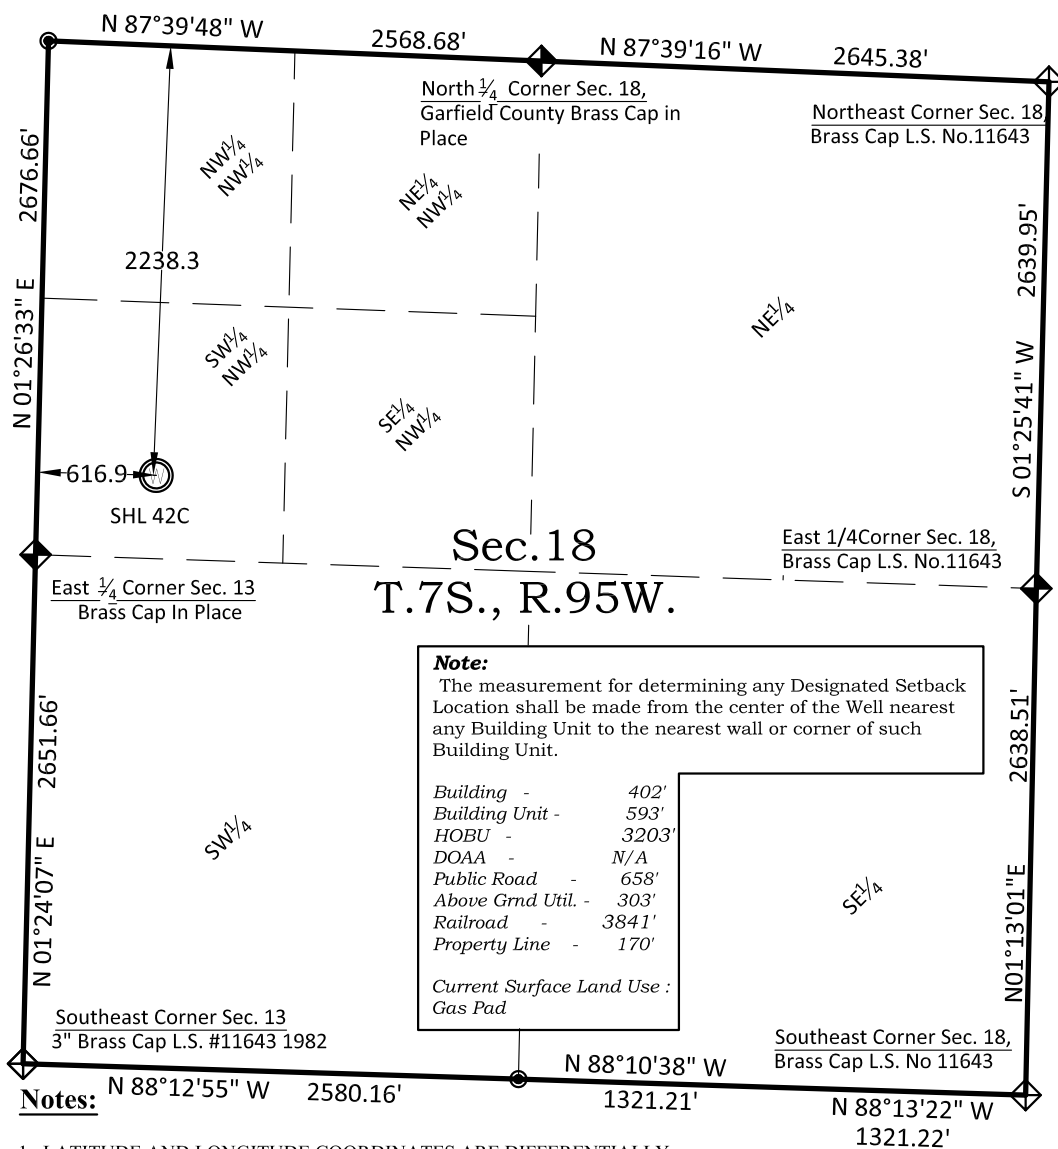 N 87°39'48" W
2568.68'
N 87°39'16" W
2645.38'
North 1⁄4 Corner Sec. 18,
Garfield County Brass Cap in
Place
Northeast Corner Sec. 18,
Brass Cap L.S. No.11643
2676.66'
N 01°26'33" E
NW1⁄4
NW1⁄4
NE1⁄4
NW1⁄4
2238.3
2639.95'
S 01°25'41" W
NE1⁄4
SW1⁄4
NW1⁄4
SE1⁄4
NW1⁄4
616.9
W
SHL 42C
Sec.18
T.7S., R.95W.
East 1/4Corner Sec. 18,
Brass Cap L.S. No.11643
East 1⁄4 Corner Sec. 13
Brass Cap In Place
Note:
The measurement for determining any Designated Setback
Location shall be made from the center of the Well nearest
any Building Unit to the nearest wall or corner of such
Building Unit.
Building - 402'
Building Unit - 593'
HOBU - 3203'
DOAA - N/A
Public Road - 658'
Above Grnd Util. - 303'
Railroad - 3841'
Property Line - 170'
Current Surface Land Use :
Gas Pad
2651.66'
N 01°24'07" E
SW1⁄4
2638.51'
N01°13'01"E
SE1⁄4
Southeast Corner Sec. 13
3" Brass Cap L.S. #11643 1982
Southeast Corner Sec. 18,
Brass Cap L.S. No 11643
N 88°12'55" W
2580.16'
N 88°10'38" W
1321.21'
N 88°13'22" W
1321.22'
Notes:
1. LATITUDE AND LONGITUDE COORDINATES ARE DIFFERENTIALLY